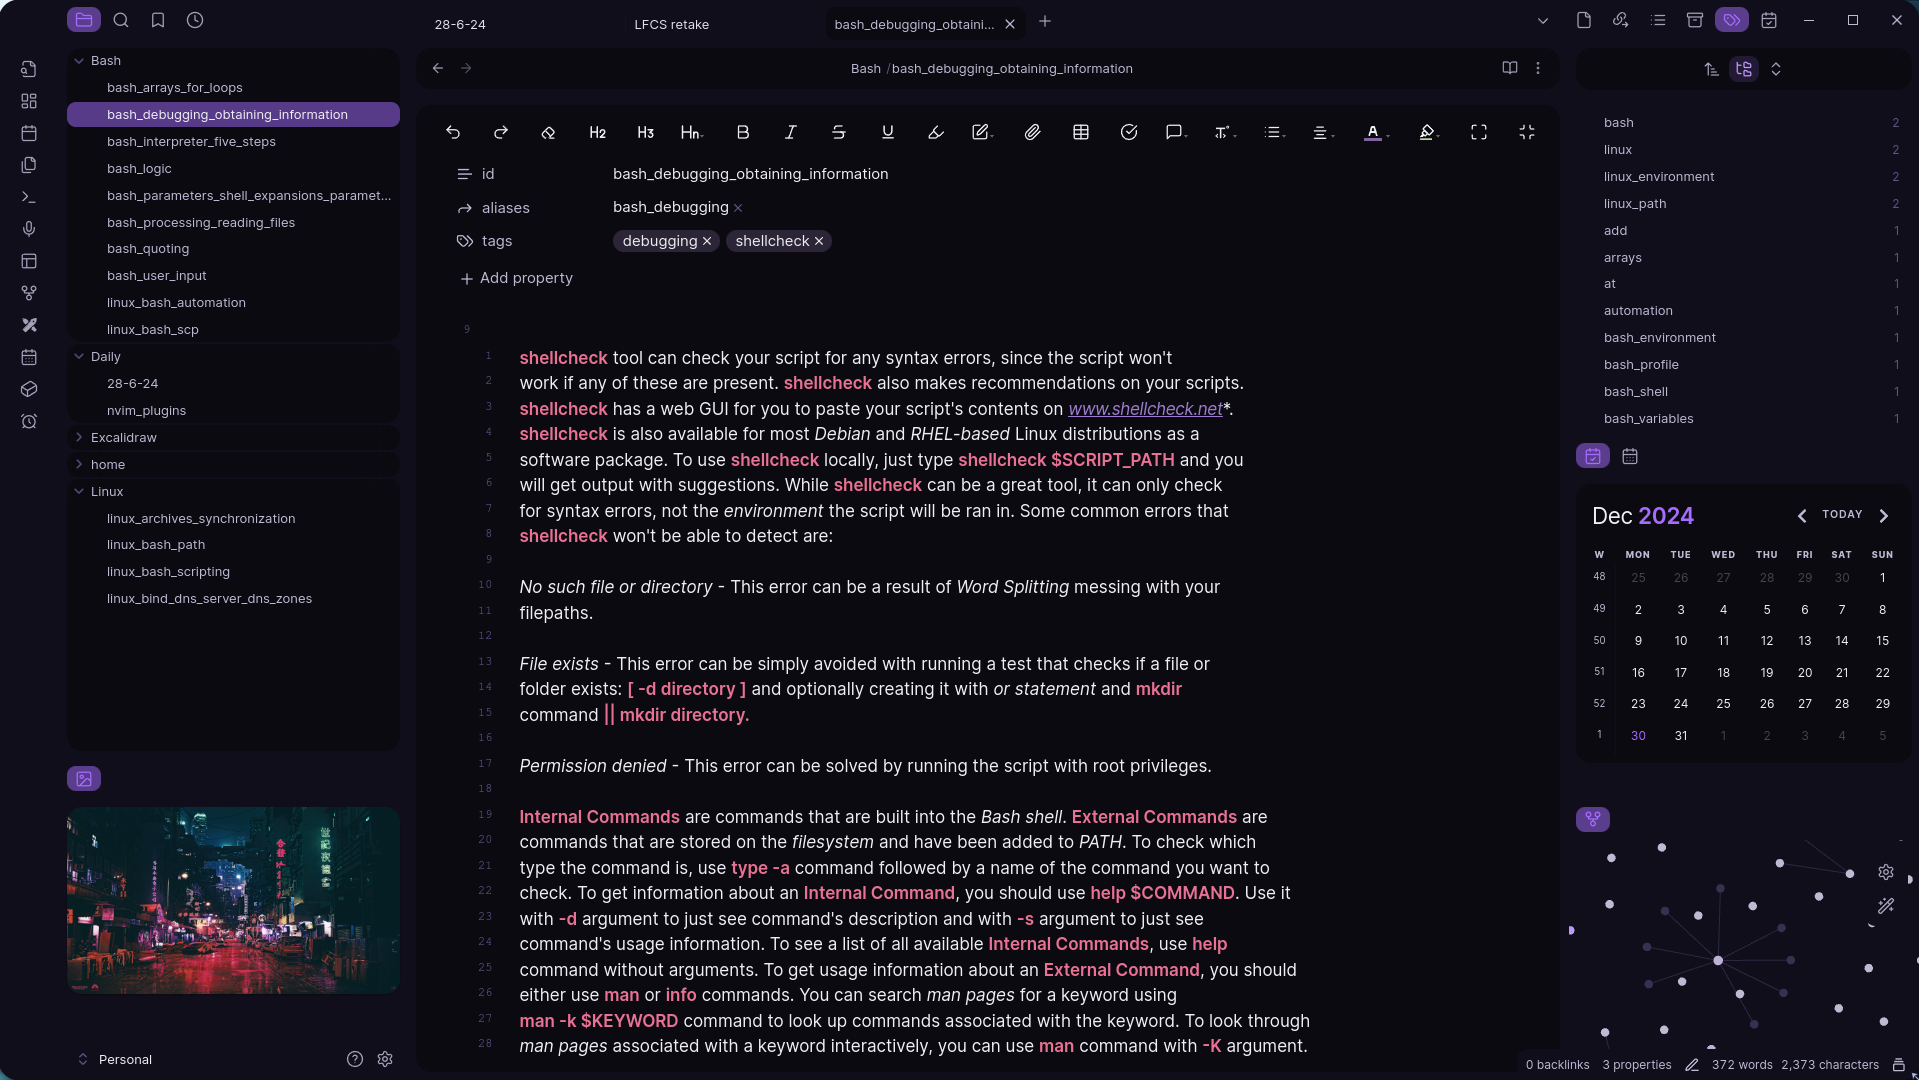 28-6-24
LFCS retake
bash_debugging_obtaini...
Bash
bash_arrays_for_loops
bash_debugging_obtaining_information
bash_interpreter_five_steps
bash_logic
bash_parameters_shell_expansions_paramet...
bash_processing_reading_files
bash_quoting
bash_user_input
linux_bash_automation
linux_bash_scp
Daily
28-6-24
nvim_plugins
Excalidraw
home
Linux
linux_archives_synchronization
linux_bash_path
linux_bash_scripting
linux_bind_dns_server_dns_zones
Personal
Bash / bash_debugging_obtaining_information
H2 H3 Hn B I S U A
id bash_debugging_obtaining_information
aliases bash_debugging ×
tags debugging × shellcheck ×
+ Add property
9
1 shellcheck tool can check your script for any syntax errors, since the script won't
2 work if any of these are present. shellcheck also makes recommendations on your scripts.
3 shellcheck has a web GUI for you to paste your script's contents on www.shellcheck.net*.
4 shellcheck is also available for most Debian and RHEL-based Linux distributions as a
5 software package. To use shellcheck locally, just type shellcheck $SCRIPT_PATH and you
6 will get output with suggestions. While shellcheck can be a great tool, it can only check
7 for syntax errors, not the environment the script will be ran in. Some common errors that
8 shellcheck won't be able to detect are:
9
10 No such file or directory - This error can be a result of Word Splitting messing with your
11 filepaths.
12
13 File exists - This error can be simply avoided with running a test that checks if a file or
14 folder exists: [ -d directory ] and optionally creating it with or statement and mkdir
15 command || mkdir directory.
16
17 Permission denied - This error can be solved by running the script with root privileges.
18
19 Internal Commands are commands that are built into the Bash shell. External Commands are
20 commands that are stored on the filesystem and have been added to PATH. To check which
21 type the command is, use type -a command followed by a name of the command you want to
22 check. To get information about an Internal Command, you should use help $COMMAND. Use it
23 with -d argument to just see command's description and with -s argument to just see
24 command's usage information. To see a list of all available Internal Commands, use help
25 command without arguments. To get usage information about an External Command, you should
26 either use man or info commands. You can search man pages for a keyword using
27 man -k $KEYWORD command to look up commands associated with the keyword. To look through
28 man pages associated with a keyword interactively, you can use man command with -K argument.
bash 2
linux 2
linux_environment 2
linux_path 2
add 1
arrays 1
at 1
automation 1
bash_environment 1
bash_profile 1
bash_shell 1
bash_variables 1
Dec 2024 TODAY
W MON TUE WED THU FRI SAT SUN
48 25 26 27 28 29 30 1
49 2 3 4 5 6 7 8
50 9 10 11 12 13 14 15
51 16 17 18 19 20 21 22
52 23 24 25 26 27 28 29
1 30 31 1 2 3 4 5
0 backlinks 3 properties 372 words 2,373 characters